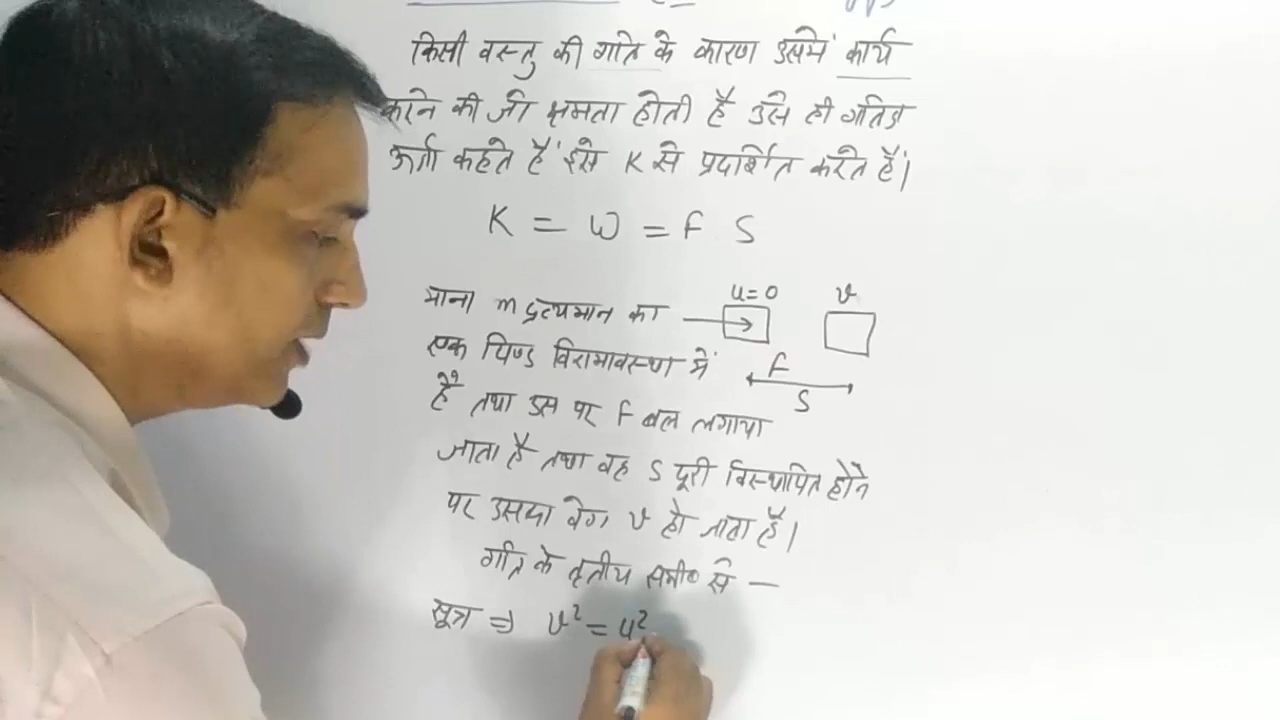 किसी वस्तु की गति के कारण उसमें कार्य
करने की जो क्षमता होती है उसे ही गतिज
ऊर्जा कहते हैं इसे K से प्रदर्शित करते हैं।
K = W = F S
माना m द्रव्यमान का
एक पिण्ड विरामावस्था में
है तथा उस पर F बल लगाया
जाता है तथा वह S दूरी विस्थापित होने
पर उसका वेग v हो जाता है।
u=0
v
F
S
गति के तृतीय समी० से —
सूत्र ⇒ v² = u²